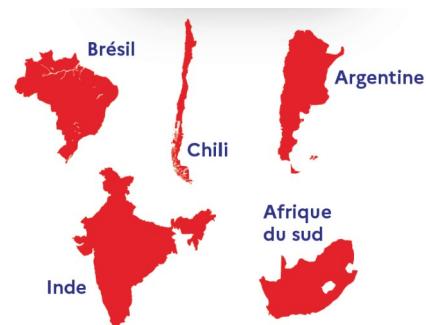 Brésil
Argentine
Chili
Afrique
du sud
Inde